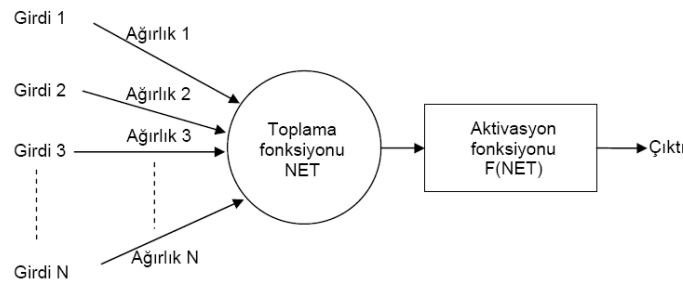 Girdi 1
Ağırlık 1
Girdi 2
Ağırlık 2
Girdi 3
Ağırlık 3
Girdi N
Ağırlık N
Toplama
fonksiyonu
NET
Aktivasyon
fonksiyonu
F(NET)
Çıktı